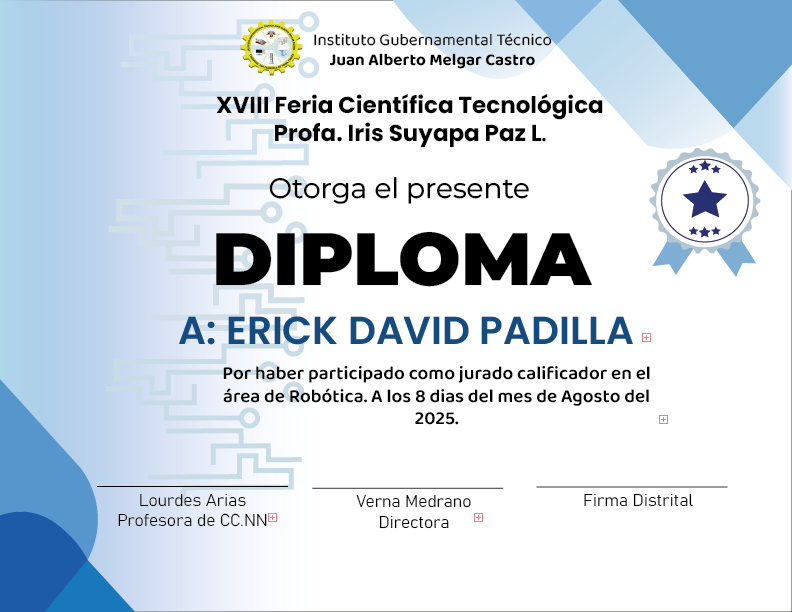 Instituto Gubernamental Técnico
Juan Alberto Melgar Castro
XVIII Feria Científica Tecnológica
Profa. Iris Suyapa Paz L.
Otorga el presente
DIPLOMA
A: ERICK DAVID PADILLA
Por haber participado como jurado calificador en el
área de Robótica. A los 8 dias del mes de Agosto del
2025.
Lourdes Arias
Profesora de CC.NN
Verna Medrano
Directora
Firma Distrital